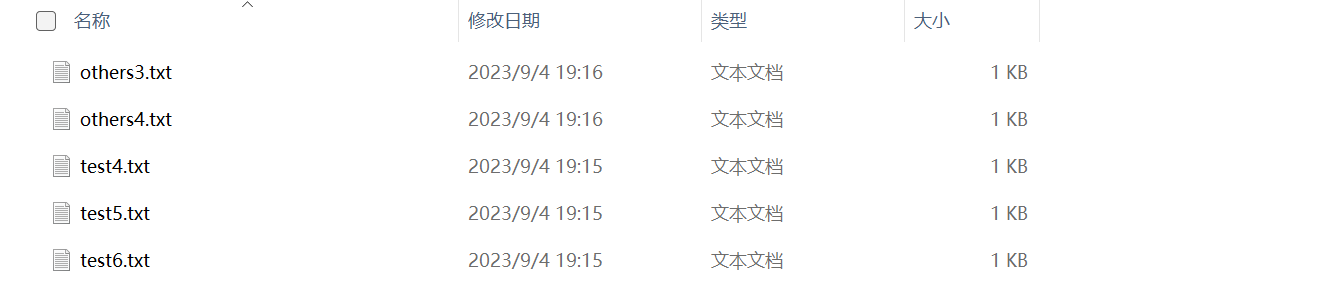 名称 修改日期 类型 大小
others3.txt 2023/9/4 19:16 文本文档 1 KB
others4.txt 2023/9/4 19:16 文本文档 1 KB
test4.txt 2023/9/4 19:15 文本文档 1 KB
test5.txt 2023/9/4 19:15 文本文档 1 KB
test6.txt 2023/9/4 19:15 文本文档 1 KB